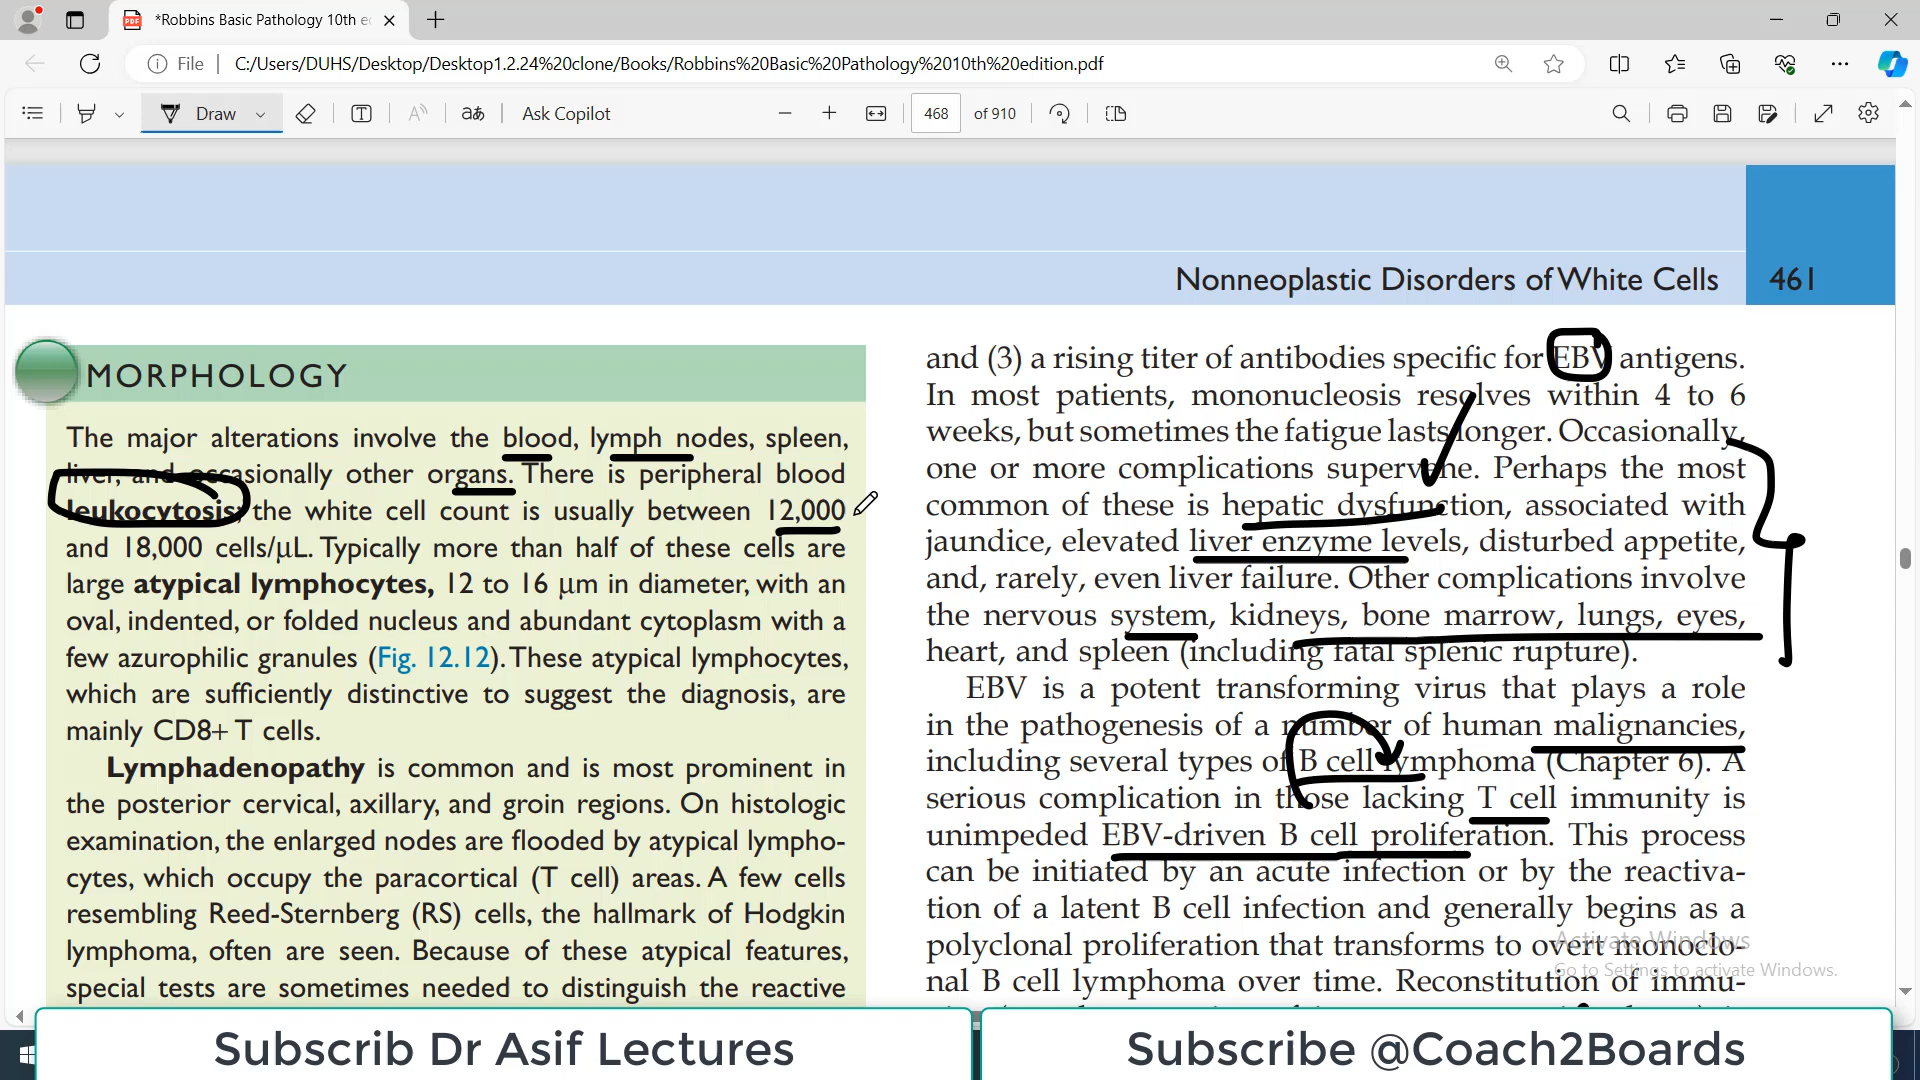 *Robbins Basic Pathology 10th e
File
C:/Users/DUHS/Desktop/Desktop1.2.24%20clone/Books/Robbins%20Basic%20Pathology%2010th%20edition.pdf
Draw
Ask Copilot
468 of 910
Nonneoplastic Disorders of White Cells 461
MORPHOLOGY
The major alterations involve the blood, lymph nodes, spleen,
liver, and occasionally other organs. There is peripheral blood
leukocytosis; the white cell count is usually between 12,000
and 18,000 cells/μL. Typically more than half of these cells are
large atypical lymphocytes, 12 to 16 μm in diameter, with an
oval, indented, or folded nucleus and abundant cytoplasm with a
few azurophilic granules (Fig. 12.12). These atypical lymphocytes,
which are sufficiently distinctive to suggest the diagnosis, are
mainly CD8+ T cells.
Lymphadenopathy is common and is most prominent in
the posterior cervical, axillary, and groin regions. On histologic
examination, the enlarged nodes are flooded by atypical lympho-
cytes, which occupy the paracortical (T cell) areas. A few cells
resembling Reed-Sternberg (RS) cells, the hallmark of Hodgkin
lymphoma, often are seen. Because of these atypical features,
special tests are sometimes needed to distinguish the reactive
and (3) a rising titer of antibodies specific for EBV antigens.
In most patients, mononucleosis resolves within 4 to 6
weeks, but sometimes the fatigue lasts longer. Occasionally,
one or more complications supervene. Perhaps the most
common of these is hepatic dysfunction, associated with
jaundice, elevated liver enzyme levels, disturbed appetite,
and, rarely, even liver failure. Other complications involve
the nervous system, kidneys, bone marrow, lungs, eyes,
heart, and spleen (including fatal splenic rupture).
EBV is a potent transforming virus that plays a role
in the pathogenesis of a number of human malignancies,
including several types of B cell lymphoma (Chapter 6). A
serious complication in those lacking T cell immunity is
unimpeded EBV-driven B cell proliferation. This process
can be initiated by an acute infection or by the reactiva-
tion of a latent B cell infection and generally begins as a
polyclonal proliferation that transforms to overt monoclo-
nal B cell lymphoma over time. Reconstitution of immu-
Activate Windows
Go to Settings to activate Windows.
Subscrib Dr Asif Lectures
Subscribe @Coach2Boards